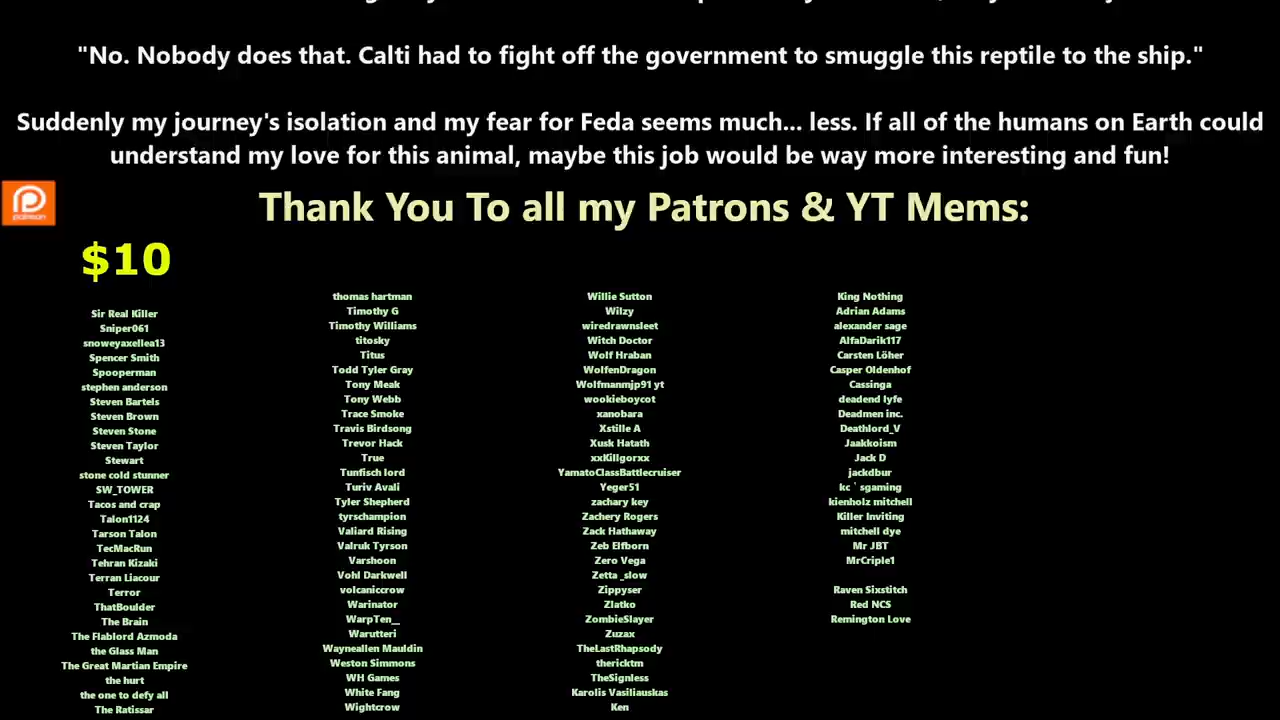 "No. Nobody does that. Calti had to fight off the government to smuggle this reptile to the ship."
Suddenly my journey's isolation and my fear for Feda seems much... less. If all of the humans on Earth could
understand my love for this animal, maybe this job would be way more interesting and fun!
patreon
Thank You To all my Patrons & YT Mems:
$10
Sir Real Killer
Sniper061
snoweyaxellea13
Spencer Smith
Spooperman
stephen anderson
Steven Bartels
Steven Brown
Steven Stone
Steven Taylor
Stewart
stone cold stunner
SW_TOWER
Tacos and crap
Talon1124
Tarson Talon
TecMacRun
Tehran Kizaki
Terran Liacour
Terror
ThatBoulder
The Brain
The Flablord Azmoda
the Glass Man
The Great Martian Empire
the hurt
the one to defy all
The Ratissar
thomas hartman
Timothy G
Timothy Williams
titosky
Titus
Todd Tyler Gray
Tony Meak
Tony Webb
Trace Smoke
Travis Birdsong
Trevor Hack
True
Tunfisch lord
Turiv Avali
Tyler Shepherd
tyrschampion
Valiard Rising
Valruk Tyrson
Varshoon
Vohl Darkwell
volcaniccrow
Warinator
WarpTen__
Warutteri
Wayneallen Mauldin
Weston Simmons
WH Games
White Fang
Wightcrow
Willie Sutton
Wilzy
wiredrawnsleet
Witch Doctor
Wolf Hraban
WolfenDragon
Wolfmanmjp91 yt
wookieboycot
xanobara
Xstille A
Xusk Hatath
xxKillgorxx
YamatoClassBattlecruiser
Yeger51
zachary key
Zachery Rogers
Zack Hathaway
Zeb Elfborn
Zero Vega
Zetta _slow
Zippyser
Zlatko
ZombieSlayer
Zuzax
TheLastRhapsody
thericktm
TheSignless
Karolis Vasiliauskas
Ken
King Nothing
Adrian Adams
alexander sage
AlfaDarik117
Carsten Löher
Casper Oldenhof
Cassinga
deadend lyfe
Deadmen inc.
Deathlord_V
Jaakkoism
Jack D
jackdbur
kc ` sgaming
kienholz mitchell
Killer Inviting
mitchell dye
Mr JBT
MrCriple1
Raven Sixstitch
Red NCS
Remington Love